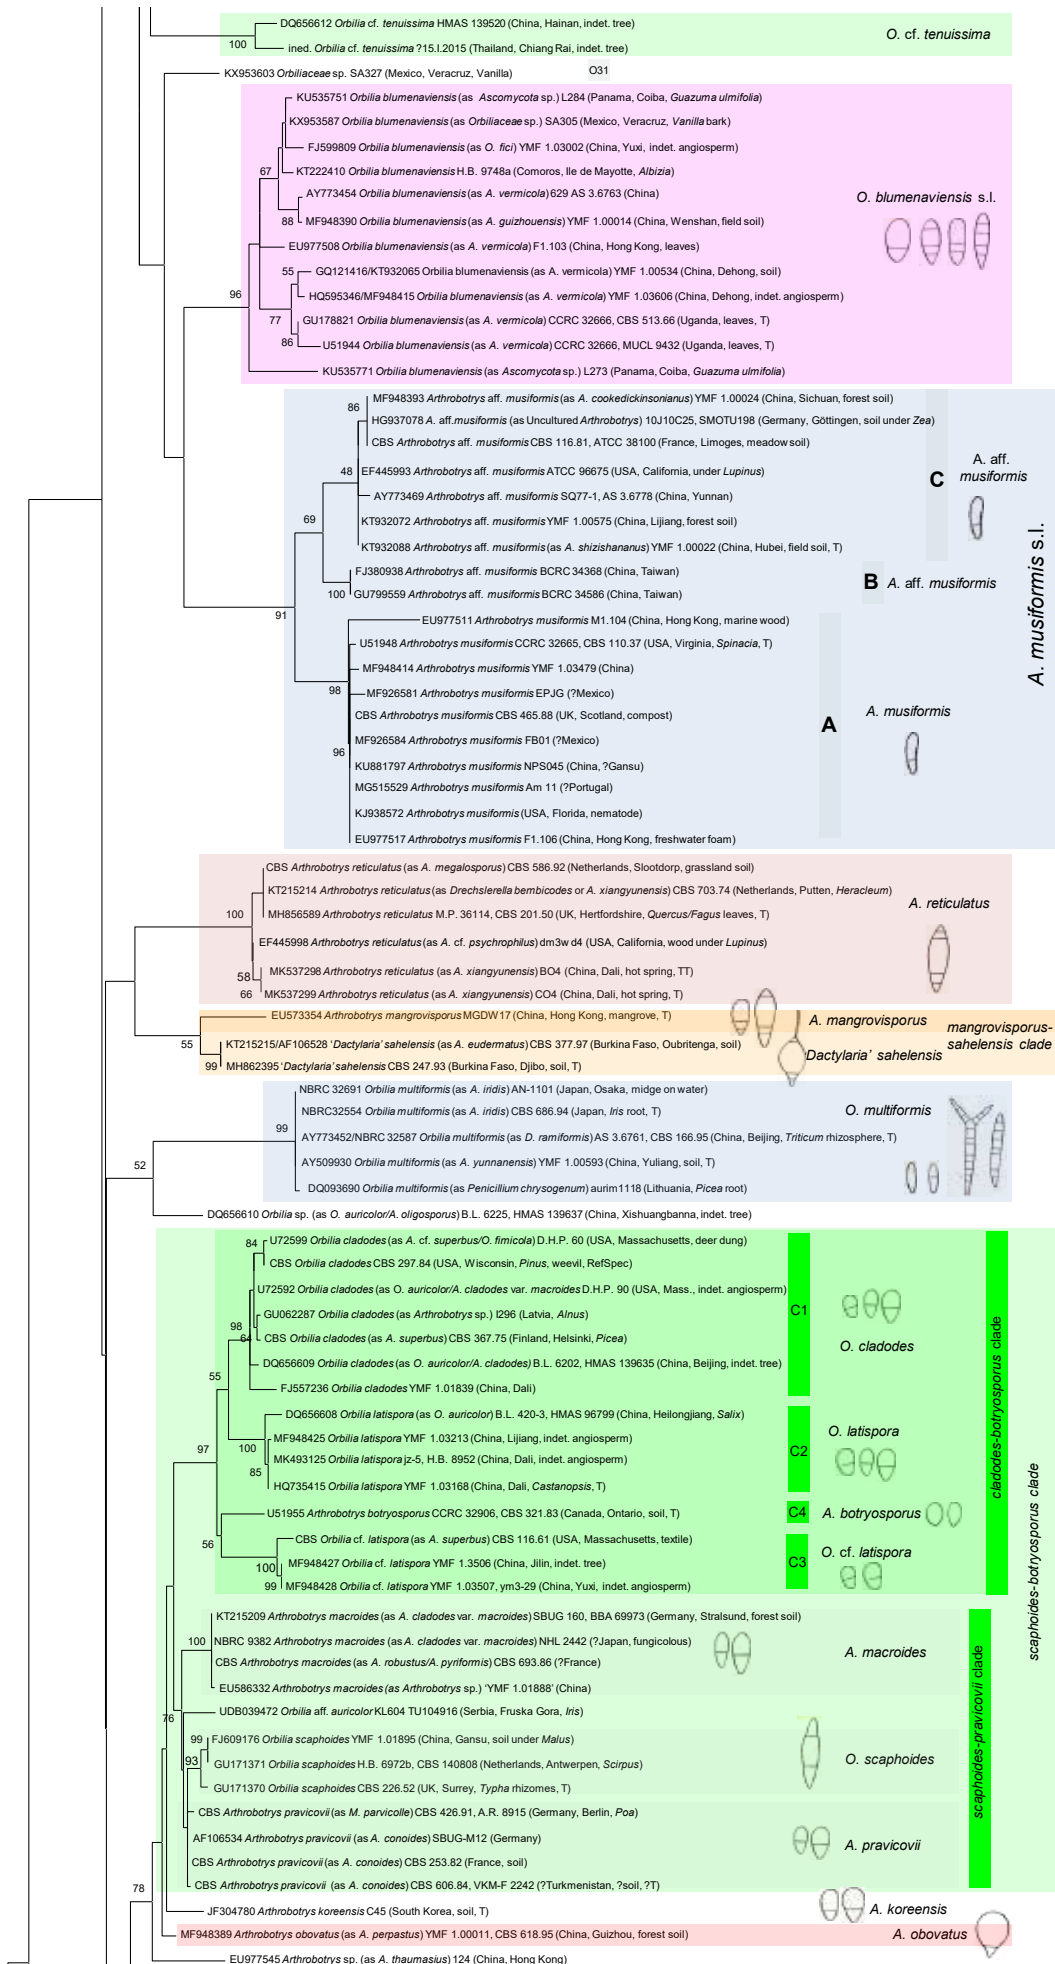 DQ656612 Orbilia cf. tenuissima HMAS 139520 (China, Hainan, indet. tree)
O. cf. tenuissima
100
ined. Orbilia cf. tenuissima ?15.I.2015 (Thailand, Chiang Rai, indet. tree)
KX953603 Orbiliaceae sp. SA327 (Mexico, Veracruz, Vanilla)
O31
KU535751 Orbilia blumenaviensis (as Ascomycota sp.) L284 (Panama, Coiba, Guazuma ulmifolia)
KX953587 Orbilia blumenaviensis (as Orbiliaceae sp.) SA305 (Mexico, Veracruz, Vanilla bark)
FJ599809 Orbilia blumenaviensis (as O. fici) YMF 1.03002 (China, Yuxi, indet. angiosperm)
67
KT222410 Orbilia blumenaviensis H.B. 9748a (Comoros, Ile de Mayotte, Albizia)
AY773454 Orbilia blumenaviensis (as A. vermicola) 629 AS 3.6763 (China)
O. blumenaviensis s.l.
88
MF948390 Orbilia blumenaviensis (as A. guizhouensis) YMF 1.00014 (China, Wenshan, field soil)
EU977508 Orbilia blumenaviensis (as A. vermicola) F1.103 (China, Hong Kong, leaves)
55
GQ121416/KT932065 Orbilia blumenaviensis (as A. vermicola) YMF 1.00534 (China, Dehong, soil)
96
HQ595346/MF948415 Orbilia blumenaviensis (as A. vermicola) YMF 1.03606 (China, Dehong, indet. angiosperm)
77
GU178821 Orbilia blumenaviensis (as A. vermicola) CCRC 32666, CBS 513.66 (Uganda, leaves, T)
86
U51944 Orbilia blumenaviensis (as A. vermicola) CCRC 32666, MUCL 9432 (Uganda, leaves, T)
KU535771 Orbilia blumenaviensis (as Ascomycota sp.) L273 (Panama, Coiba, Guazuma ulmifolia)
MF948393 Arthrobotrys aff. musiformis (as A. cookedickinsonianus) YMF 1.00024 (China, Sichuan, forest soil)
86
HG937078 A. aff. musiformis (as Uncultured Arthrobotrys) 10J10C25, SMOTU198 (Germany, Göttingen, soil under Zea)
CBS Arthrobotrys aff. musiformis CBS 116.81, ATCC 38100 (France, Limoges, meadow soil)
48
EF445993 Arthrobotrys aff. musiformis ATCC 96675 (USA, California, under Lupinus)
C
A. aff.
musiformis
AY773469 Arthrobotrys aff. musiformis SQ77-1, AS 3.6778 (China, Yunnan)
69
KT932072 Arthrobotrys aff. musiformis YMF 1.00575 (China, Lijiang, forest soil)
KT932088 Arthrobotrys aff. musiformis (as A. shizishananus) YMF 1.00022 (China, Hubei, field soil, T)
FJ380938 Arthrobotrys aff. musiformis BCRC 34368 (China, Taiwan)
B
A. aff. musiformis
100
GU799559 Arthrobotrys aff. musiformis BCRC 34586 (China, Taiwan)
A. musiformis s.l.
91
EU977511 Arthrobotrys musiformis M1.104 (China, Hong Kong, marine wood)
U51948 Arthrobotrys musiformis CCRC 32665, CBS 110.37 (USA, Virginia, Spinacia, T)
MF948414 Arthrobotrys musiformis YMF 1.03479 (China)
98
MF926581 Arthrobotrys musiformis EPJG (?Mexico)
CBS Arthrobotrys musiformis CBS 465.88 (UK, Scotland, compost)
A
A. musiformis
MF926584 Arthrobotrys musiformis FB01 (?Mexico)
96
KU881797 Arthrobotrys musiformis NPS045 (China, ?Gansu)
MG515529 Arthrobotrys musiformis Am 11 (?Portugal)
KJ938572 Arthrobotrys musiformis (USA, Florida, nematode)
EU977517 Arthrobotrys musiformis F1.106 (China, Hong Kong, freshwater foam)
CBS Arthrobotrys reticulatus (as A. megalosporus) CBS 586.92 (Netherlands, Slootdorp, grassland soil)
KT215214 Arthrobotrys reticulatus (as Drechslerella bembicodes or A. xiangyunensis) CBS 703.74 (Netherlands, Putten, Heracleum)
A. reticulatus
100
MH856589 Arthrobotrys reticulatus M.P. 36114, CBS 201.50 (UK, Hertfordshire, Quercus/Fagus leaves, T)
EF445998 Arthrobotrys reticulatus (as A. cf. psychrophilus) dm3w d4 (USA, California, wood under Lupinus)
58
MK537298 Arthrobotrys reticulatus (as A. xiangyunensis) BO4 (China, Dali, hot spring, TT)
66
MK537299 Arthrobotrys reticulatus (as A. xiangyunensis) CO4 (China, Dali, hot spring, T)
EU573354 Arthrobotrys mangrovisporus MGDW17 (China, Hong Kong, mangrove, T)
A. mangrovisporus
mangrovisporus-
sahelensis clade
55
KT215215/AF106528 'Dactylaria' sahelensis (as A. eudermatus) CBS 377.97 (Burkina Faso, Oubritenga, soil)
Dactylaria' sahelensis
99
MH862395 'Dactylaria' sahelensis CBS 247.93 (Burkina Faso, Djibo, soil, T)
NBRC 32691 Orbilia multiformis (as A. iridis) AN-1101 (Japan, Osaka, midge on water)
NBRC32554 Orbilia multiformis (as A. iridis) CBS 686.94 (Japan, Iris root, T)
O. multiformis
99
AY773452/NBRC 32587 Orbilia multiformis (as D. ramiformis) AS 3.6761, CBS 166.95 (China, Beijing, Triticum rhizosphere, T)
52
AY509930 Orbilia multiformis (as A. yunnanensis) YMF 1.00593 (China, Yuliang, soil, T)
DQ093690 Orbilia multiformis (as Penicillium chrysogenum) aurim1118 (Lithuania, Picea root)
DQ656610 Orbilia sp. (as O. auricolor/A. oligosporus) B.L. 6225, HMAS 139637 (China, Xishuangbanna, indet. tree)
84
U72599 Orbilia cladodes (as A. cf. superbus/O. fimicola) D.H.P. 60 (USA, Massachusetts, deer dung)
CBS Orbilia cladodes CBS 297.84 (USA, Wisconsin, Pinus, weevil, RefSpec)
U72592 Orbilia cladodes (as O. auricolor/A. cladodes var. macroides D.H.P. 90 (USA, Mass., indet. angiosperm)
C1
GU062287 Orbilia cladodes (as Arthrobotrys sp.) I296 (Latvia, Alnus)
98
64
CBS Orbilia cladodes (as A. superbus) CBS 367.75 (Finland, Helsinki, Picea)
O. cladodes
DQ656609 Orbilia cladodes (as O. auricolor/A. cladodes) B.L. 6202, HMAS 139635 (China, Beijing, indet. tree)
55
FJ557236 Orbilia cladodes YMF 1.01839 (China, Dali)
cladodes-botryosporus clade
DQ656608 Orbilia latispora (as O. auricolor) B.L. 420-3, HMAS 96799 (China, Heilongjiang, Salix)
O. latispora
97
100
MF948425 Orbilia latispora YMF 1.03213 (China, Lijiang, indet. angiosperm)
C2
MK493125 Orbilia latispora jz-5, H.B. 8952 (China, Dali, indet. angiosperm)
85
HQ735415 Orbilia latispora YMF 1.03168 (China, Dali, Castanopsis, T)
U51955 Arthrobotrys botryosporus CCRC 32906, CBS 321.83 (Canada, Ontario, soil, T)
C4
A. botryosporus
56
CBS Orbilia cf. latispora (as A. superbus) CBS 116.61 (USA, Massachusetts, textile)
O. cf. latispora
100
MF948427 Orbilia cf. latispora YMF 1.3506 (China, Jilin, indet. tree)
C3
99
MF948428 Orbilia cf. latispora YMF 1.03507, ym3-29 (China, Yuxi, indet. angiosperm)
scaphoides-botryosporus clade
KT215209 Arthrobotrys macroides (as A. cladodes var. macroides) SBUG 160, BBA 69973 (Germany, Stralsund, forest soil)
100
NBRC 9382 Arthrobotrys macroides (as A. cladodes var. macroides) NHL 2442 (?Japan, fungicolous)
A. macroides
CBS Arthrobotrys macroides (as A. robustus/A. pyriformis) CBS 693.86 (?France)
EU586332 Arthrobotrys macroides (as Arthrobotrys sp.) 'YMF 1.01888' (China)
76
UDB039472 Orbilia aff. auricolor KL604 TU104916 (Serbia, Fruska Gora, Iris)
scaphoides-pravicovii clade
99
FJ609176 Orbilia scaphoides YMF 1.01895 (China, Gansu, soil under Malus)
O. scaphoides
93
GU171371 Orbilia scaphoides H.B. 6972b, CBS 140808 (Netherlands, Antwerpen, Scirpus)
GU171370 Orbilia scaphoides CBS 226.52 (UK, Surrey, Typha rhizomes, T)
CBS Arthrobotrys pravicovii (as M. parvicolle) CBS 426.91, A.R. 8915 (Germany, Berlin, Poa)
AF106534 Arthrobotrys pravicovii (as A. conoides) SBUG-M12 (Germany)
A. pravicovii
CBS Arthrobotrys pravicovii (as A. conoides) CBS 253.82 (France, soil)
78
CBS Arthrobotrys pravicovii (as A. conoides) CBS 606.84, VKM-F 2242 (?Turkmenistan, ?soil, ?T)
JF304780 Arthrobotrys koreensis C45 (South Korea, soil, T)
A. koreensis
MF948389 Arthrobotrys obovatus (as A. perpastus) YMF 1.00011, CBS 618.95 (China, Guizhou, forest soil)
A. obovatus
EU977545 Arthrobotrys sp. (as A. thaumasius) 124 (China, Hong Kong)